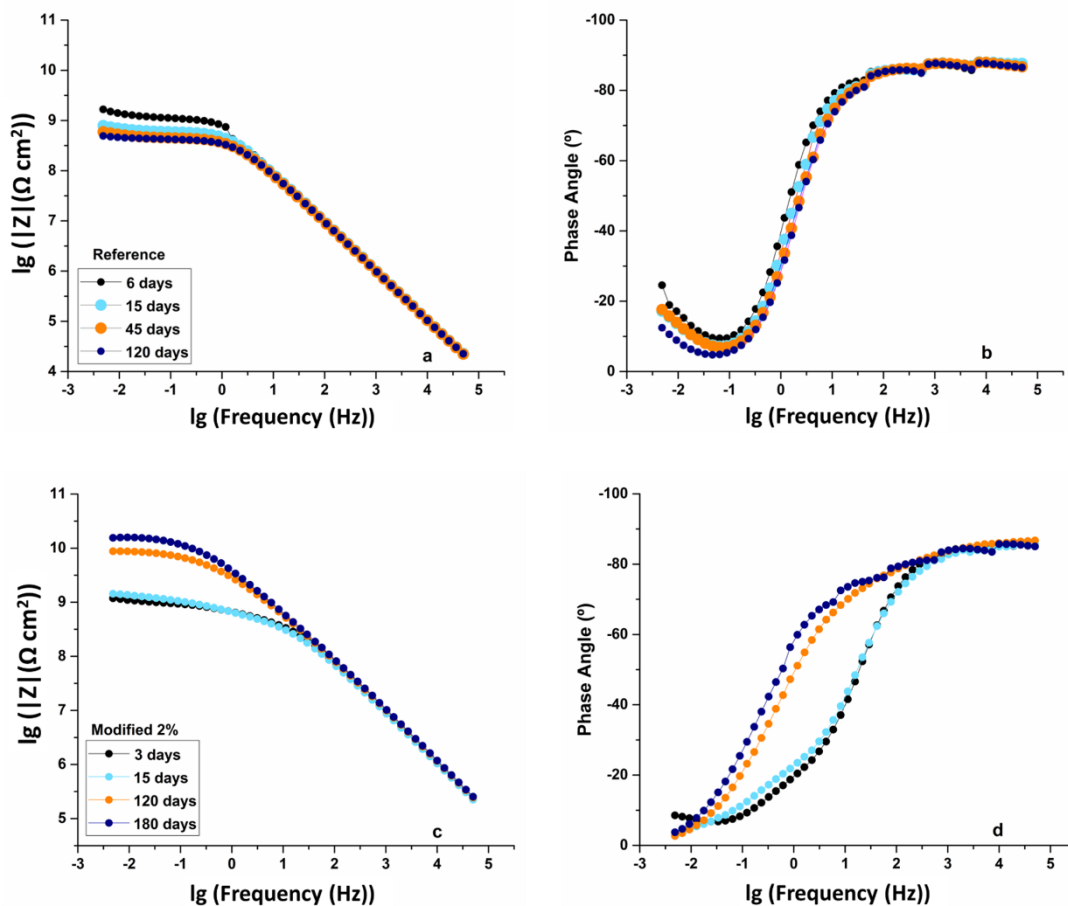 11
10
9
8
7
6
5
4
lg (|Z|(Ω cm²))
Reference
6 days
15 days
45 days
120 days
a
-3 -2 -1 0 1 2 3 4 5
lg (Frequency (Hz))
-100
-80
-60
-40
-20
0
Phase Angle (º)
b
-3 -2 -1 0 1 2 3 4 5
lg (Frequency (Hz))
11
10
9
8
7
6
5
lg (|Z|(Ω cm²))
Modified 2%
3 days
15 days
120 days
180 days
c
-3 -2 -1 0 1 2 3 4 5
lg (Frequency (Hz))
-100
-80
-60
-40
-20
0
Phase Angle (º)
d
-3 -2 -1 0 1 2 3 4 5
lg (Frequency (Hz))